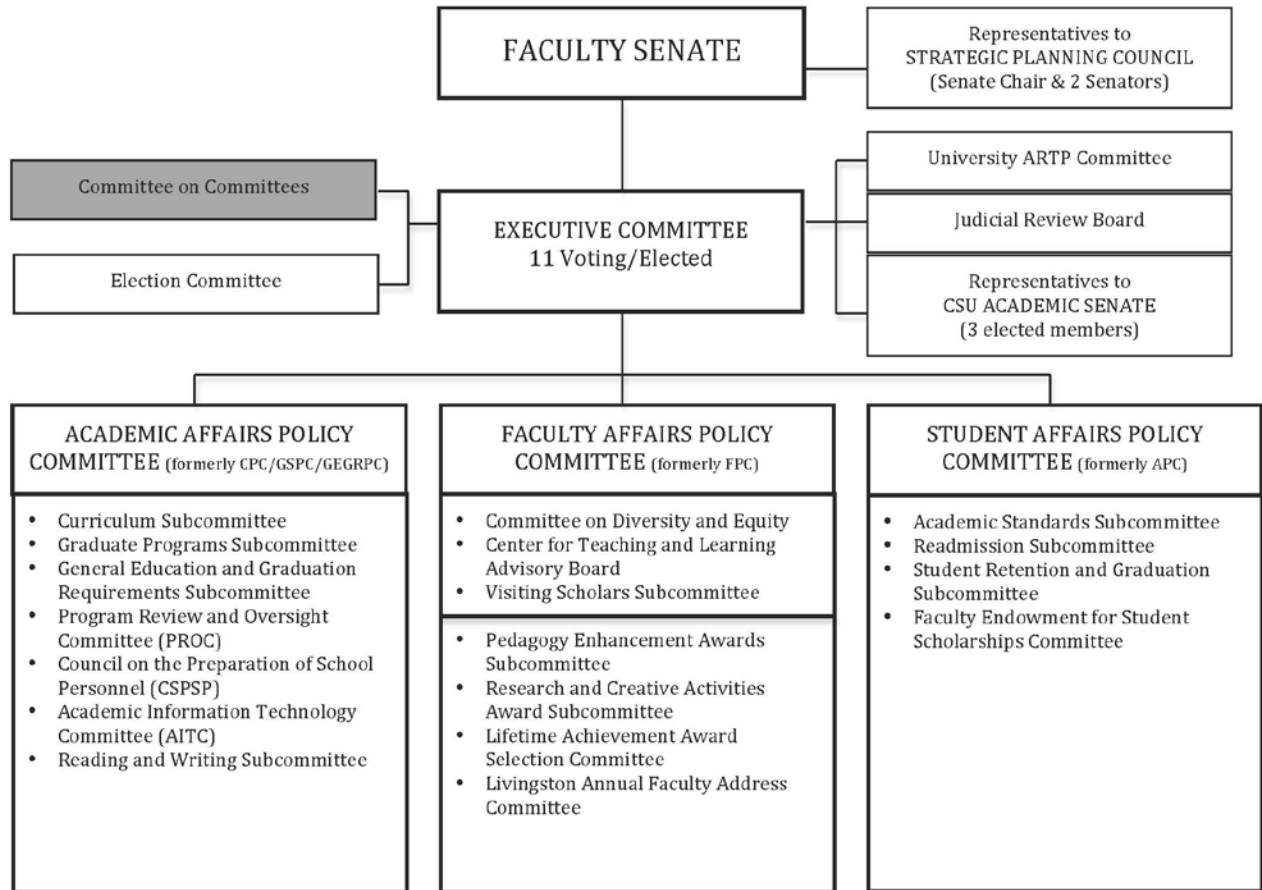 FACULTY SENATE
Representatives to
STRATEGIC PLANNING COUNCIL
(Senate Chair & 2 Senators)
Committee on Committees
Election Committee
EXECUTIVE COMMITTEE
11 Voting/Elected
University ARTP Committee
Judicial Review Board
Representatives to
CSU ACADEMIC SENATE
(3 elected members)
ACADEMIC AFFAIRS POLICY
COMMITTEE (formerly CPC/GSPC/GEGRPC)
• Curriculum Subcommittee
• Graduate Programs Subcommittee
• General Education and Graduation
Requirements Subcommittee
• Program Review and Oversight
Committee (PROC)
• Council on the Preparation of School
Personnel (CSPSP)
• Academic Information Technology
Committee (AITC)
• Reading and Writing Subcommittee
FACULTY AFFAIRS POLICY
COMMITTEE (formerly FPC)
• Committee on Diversity and Equity
• Center for Teaching and Learning
Advisory Board
• Visiting Scholars Subcommittee
• Pedagogy Enhancement Awards
Subcommittee
• Research and Creative Activities
Award Subcommittee
• Lifetime Achievement Award
Selection Committee
• Livingston Annual Faculty Address
Committee
STUDENT AFFAIRS POLICY
COMMITTEE (formerly APC)
• Academic Standards Subcommittee
• Readmission Subcommittee
• Student Retention and Graduation
Subcommittee
• Faculty Endowment for Student
Scholarships Committee